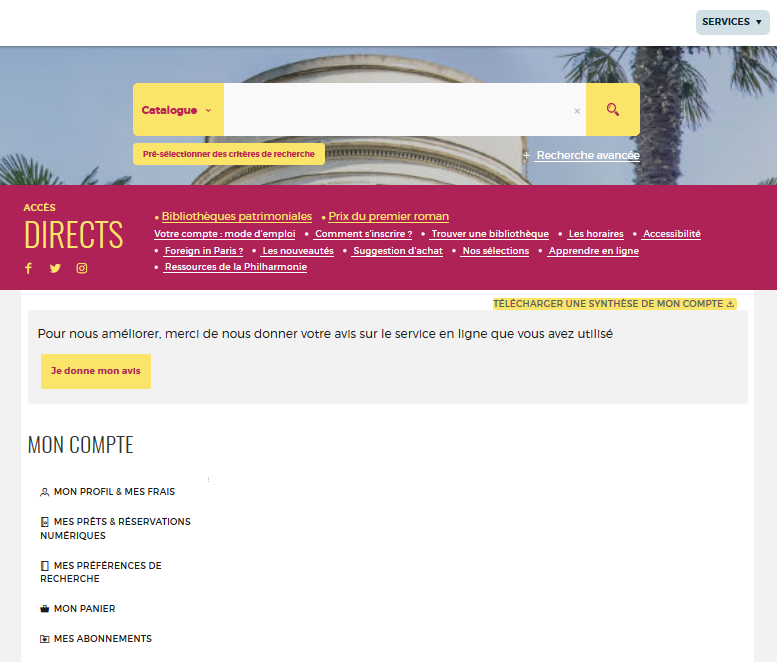 SERVICES
Catalogue
Pré-sélectionner des critères de recherche
+ Recherche avancée
ACCÈS
DIRECTS
• Bibliothèques patrimoniales • Prix du premier roman
Votre compte : mode d'emploi • Comment s'inscrire ? • Trouver une bibliothèque • Les horaires • Accessibilité
• Foreign in Paris ? • Les nouveautés • Suggestion d'achat • Nos sélections • Apprendre en ligne
• Ressources de la Philharmonie
TÉLÉCHARGER UNE SYNTHÈSE DE MON COMPTE
Pour nous améliorer, merci de nous donner votre avis sur le service en ligne que vous avez utilisé
Je donne mon avis
MON COMPTE
MON PROFIL & MES FRAIS
MES PRÊTS & RÉSERVATIONS
NUMÉRIQUES
MES PRÉFÉRENCES DE
RECHERCHE
MON PANIER
MES ABONNEMENTS